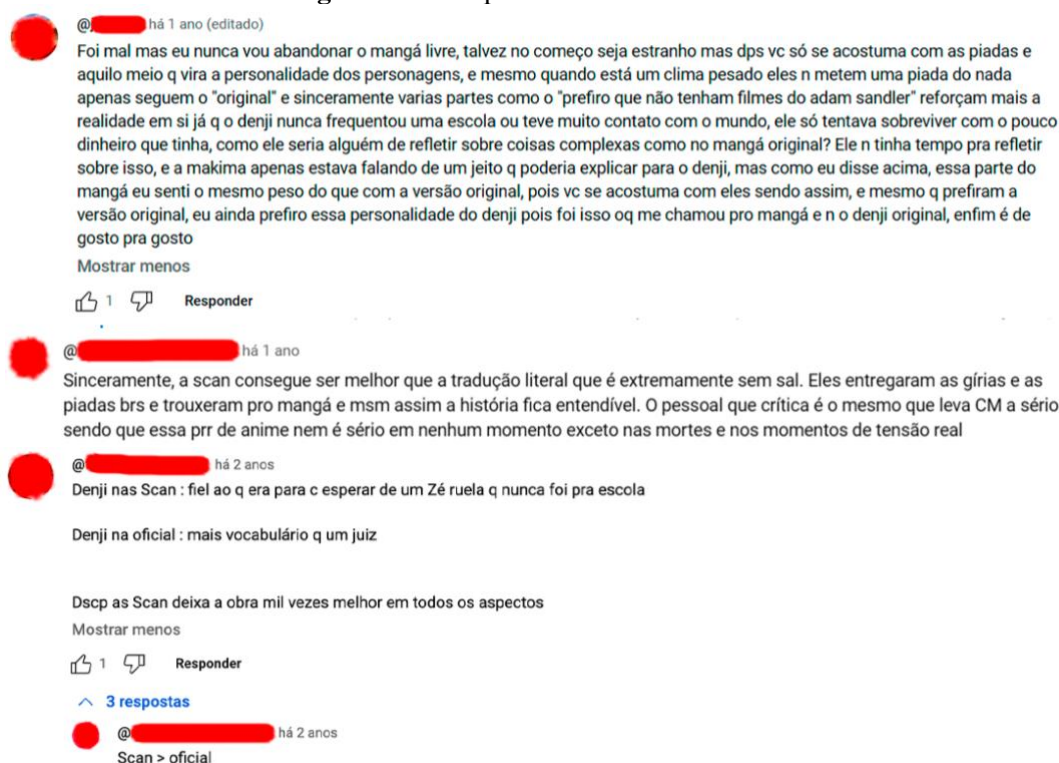 @ há 1 ano (editado)
Foi mal mas eu nunca vou abandonar o mangá livre, talvez no começo seja estranho mas dps vc só se acostuma com as piadas e
aquilo meio q vira a personalidade dos personagens, e mesmo quando está um clima pesado eles n metem uma piada do nada
apenas seguem o "original" e sinceramente varias partes como o "prefiro que não tenham filmes do adam sandler" reforçam mais a
realidade em si já q o denji nunca frequentou uma escola ou teve muito contato com o mundo, ele só tentava sobreviver com o pouco
dinheiro que tinha, como ele seria alguém de refletir sobre coisas complexas como no mangá original? Ele n tinha tempo pra refletir
sobre isso, e a makima apenas estava falando de um jeito q poderia explicar para o denji, mas como eu disse acima, essa parte do
mangá eu senti o mesmo peso do que com a versão original, pois vc se acostuma com eles sendo assim, e mesmo q prefiram a
versão original, eu ainda prefiro essa personalidade do denji pois foi isso oq me chamou pro mangá e n o denji original, enfim é de
gosto pra gosto
Mostrar menos
1 Responder
@ há 1 ano
Sinceramente, a scan consegue ser melhor que a tradução literal que é extremamente sem sal. Eles entregaram as gírias e as
piadas brs e trouxeram pro mangá e msm assim a história fica entendível. O pessoal que crítica é o mesmo que leva CM a sério
sendo que essa prr de anime nem é sério em nenhum momento exceto nas mortes e nos momentos de tensão real
@ há 2 anos
Denji nas Scan : fiel ao q era para c esperar de um Zé ruela q nunca foi pra escola
Denji na oficial : mais vocabulário q um juiz
Dscp as Scan deixa a obra mil vezes melhor em todos os aspectos
Mostrar menos
1 Responder
3 respostas
@ há 2 anos
Scan > oficial